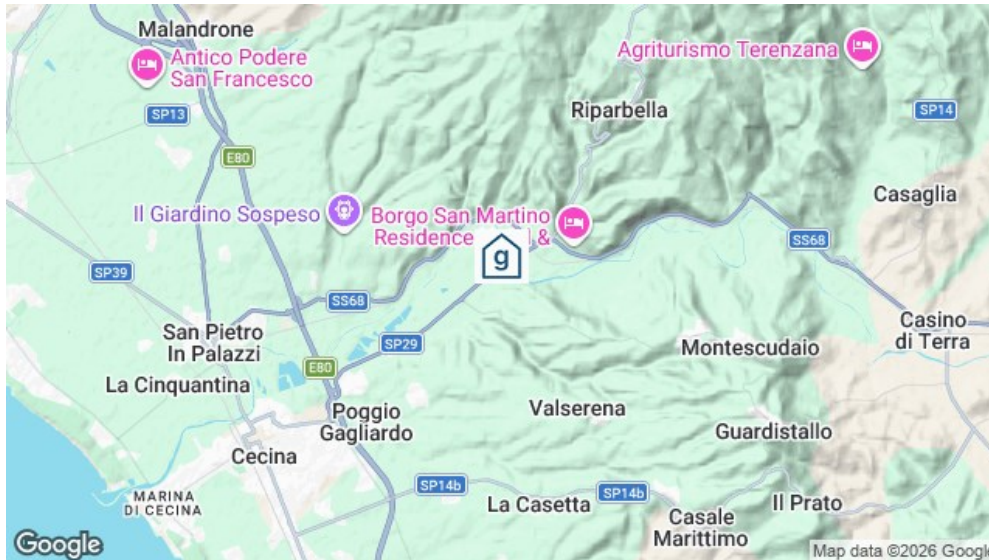 Malandrone
Antico Podere
San Francesco
Agriturismo Terenzana
SP13
Riparbella
SP14
E80
Casaglia
Il Giardino Sospeso
Borgo San Martino
Residence
&
g
SS68
SP39
SS68
San Pietro
In Palazzi
SP29
Casino
di Terra
Montescudaio
E80
La Cinquantina
Poggio
Gagliardo
Valserena
Guardistallo
Cecina
SP14b
SP14b
MARINA
DI CECINA
La Casetta
Il Prato
Casale
Marittimo
Google
Map data ©2026 Google